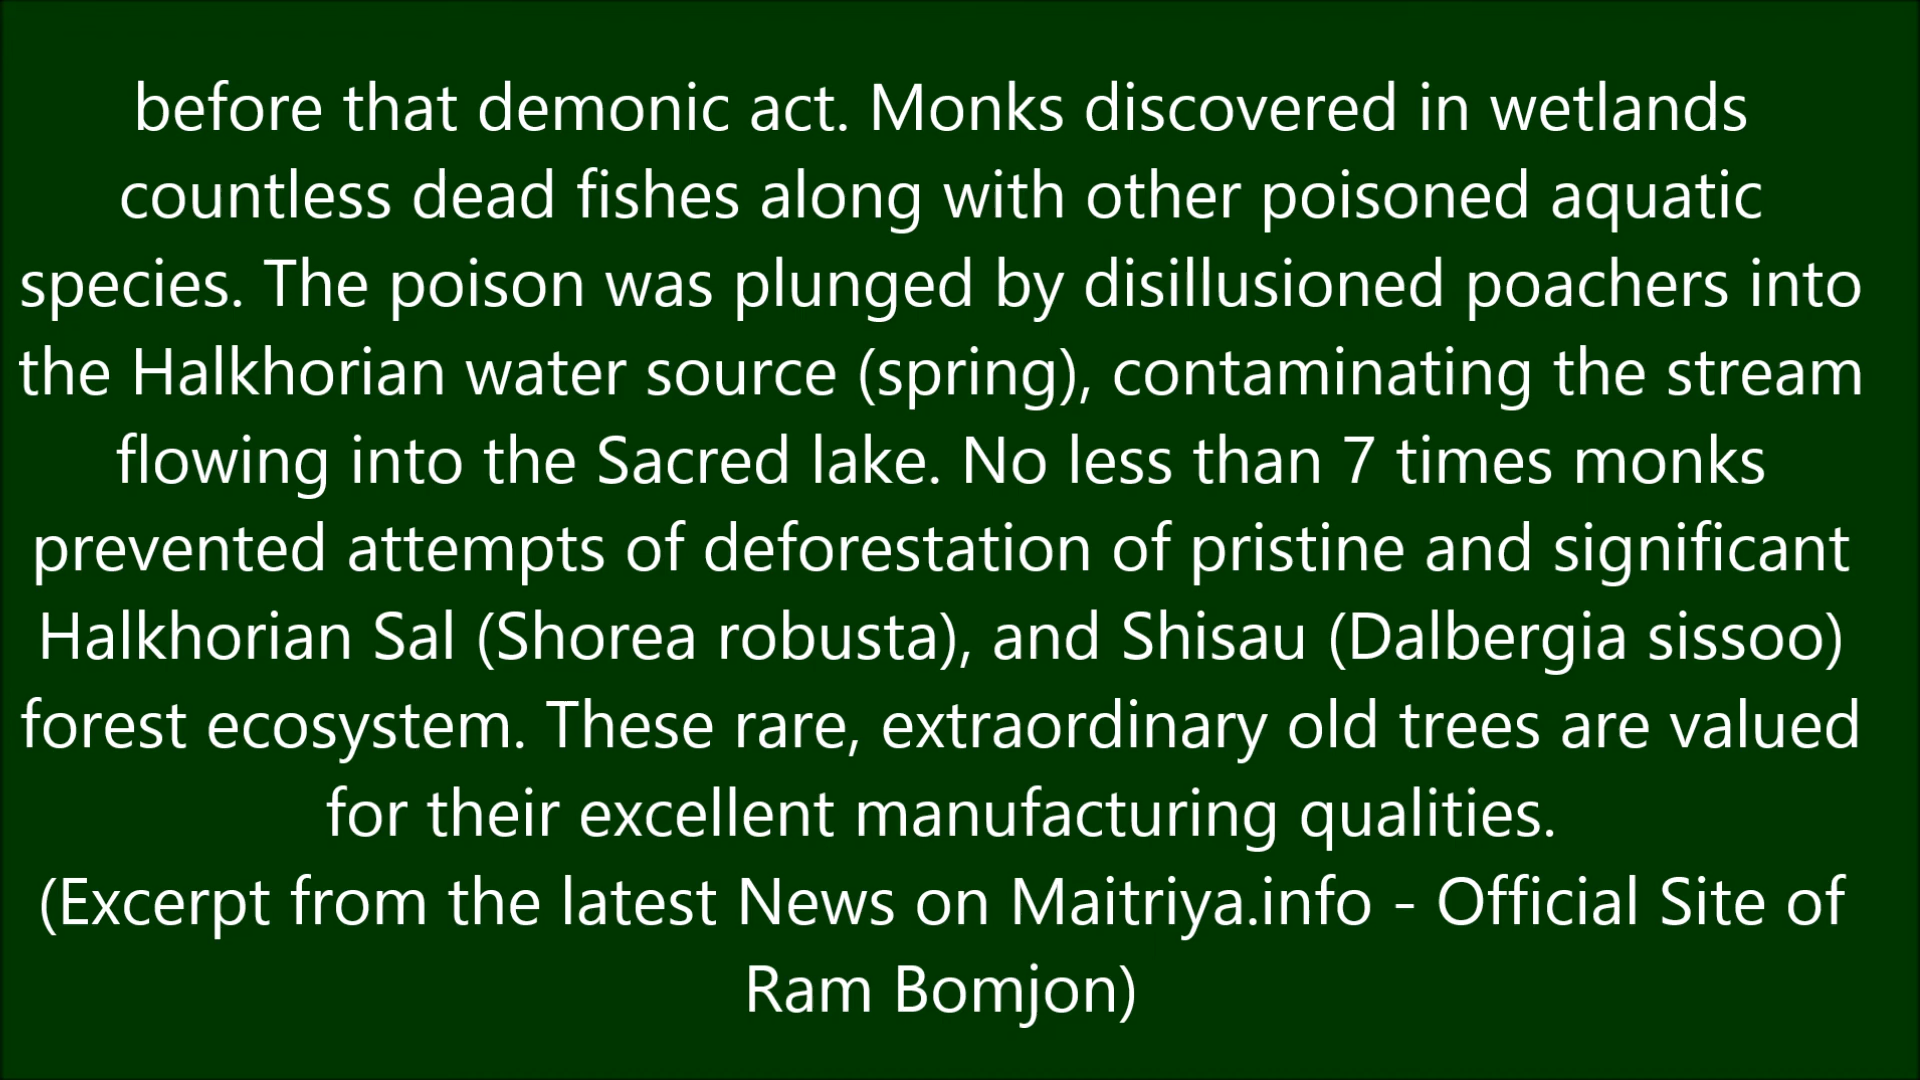 before that demonic act. Monks discovered in wetlands
countless dead fishes along with other poisoned aquatic
species. The poison was plunged by disillusioned poachers into
the Halkhorian water source (spring), contaminating the stream
flowing into the Sacred lake. No less than 7 times monks
prevented attempts of deforestation of pristine and significant
Halkhorian Sal (Shorea robusta), and Shisau (Dalbergia sissoo)
forest ecosystem. These rare, extraordinary old trees are valued
for their excellent manufacturing qualities.
(Excerpt from the latest News on Maitriya.info - Official Site of
Ram Bomjon)